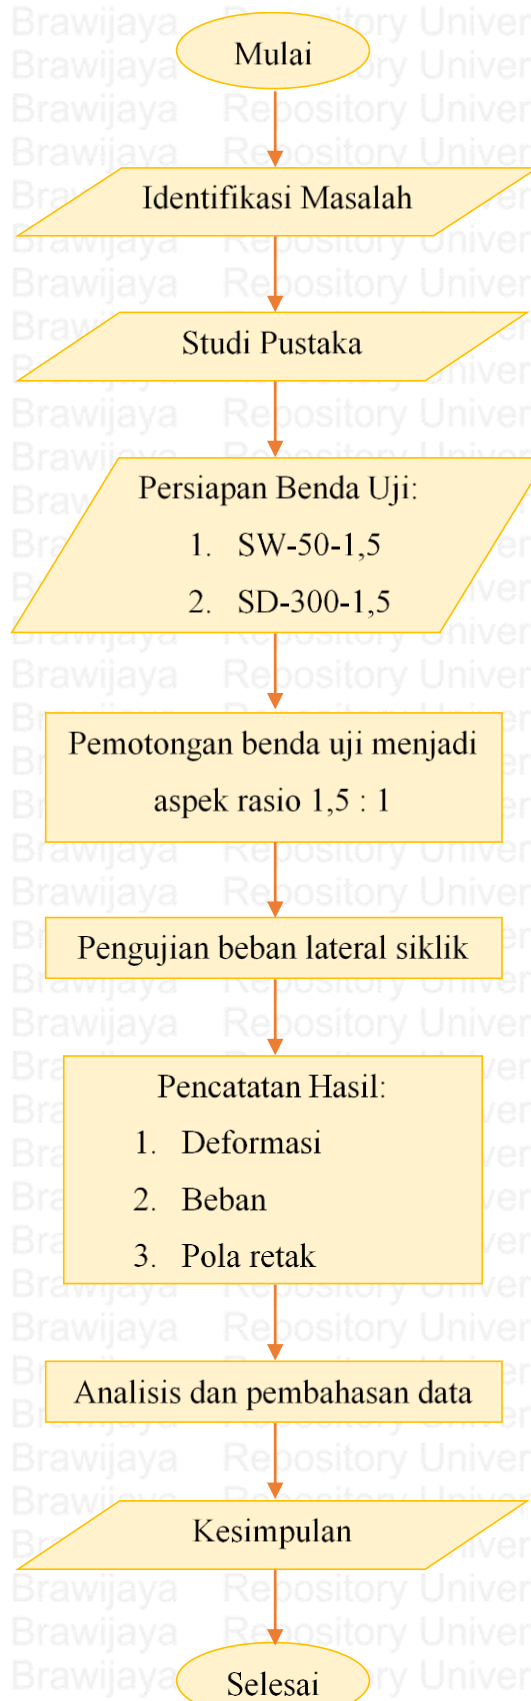 Mulai
Identifikasi Masalah
Studi Pustaka
Persiapan Benda Uji:
1. SW-50-1,5
2. SD-300-1,5
Pemotongan benda uji menjadi
aspek rasio 1,5 : 1
Pengujian beban lateral siklik
Pencatatan Hasil:
1. Deformasi
2. Beban
3. Pola retak
Analisis dan pembahasan data
Kesimpulan
Selesai